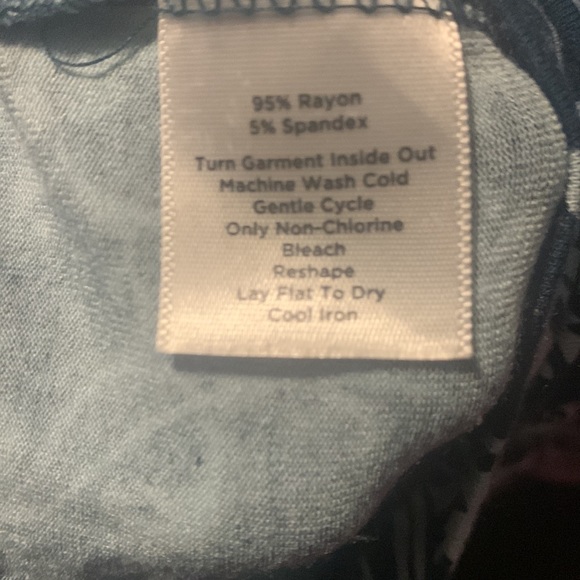 95% Rayon
5% Spandex
Turn Garment Inside Out
Machine Wash Cold
Gentle Cycle
Only Non-Chlorine
Bleach
Reshape
Lay Flat To Dry
Cool Iron